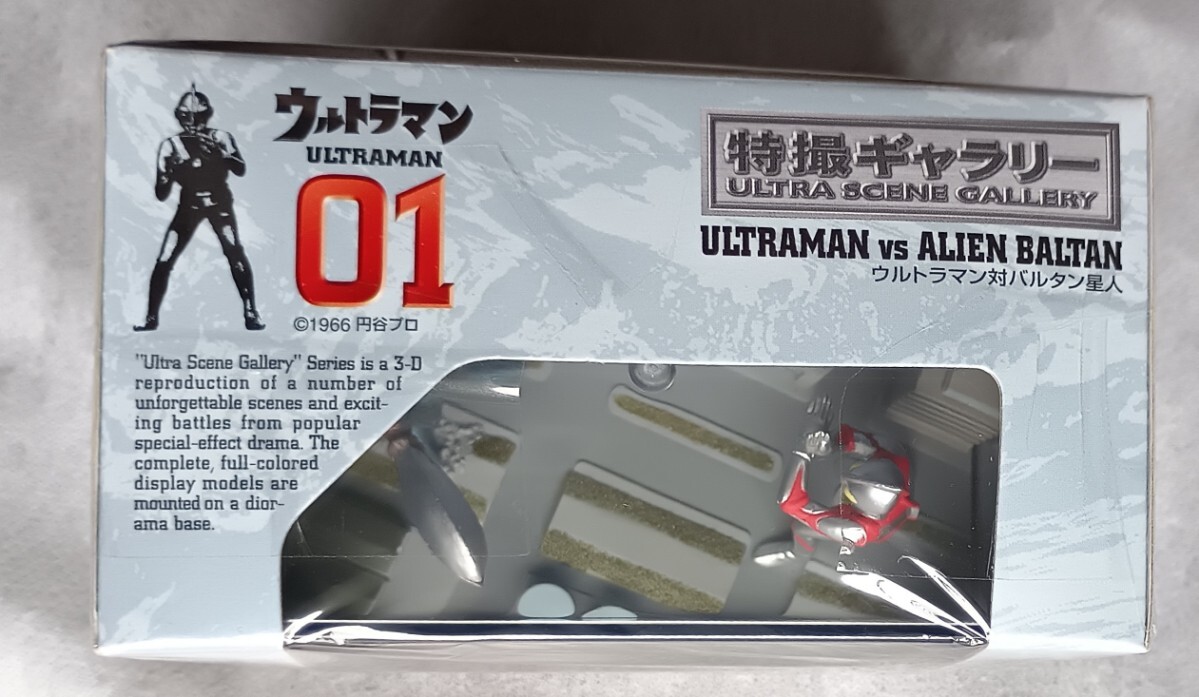 ウルトラマン
ULTRAMAN
01
©1966 円谷プロ
"Ultra Scene Gallery" Series is a 3-D
reproduction of a number of
unforgettable scenes and excit-
ing battles from popular
special-effect drama. The
complete, full-colored
display models are
mounted on a dior-
ama base.
特撮ギャラリー
ULTRA SCENE GALLERY
ULTRAMAN vs ALIEN BALTAN
ウルトラマン対バルタン星人